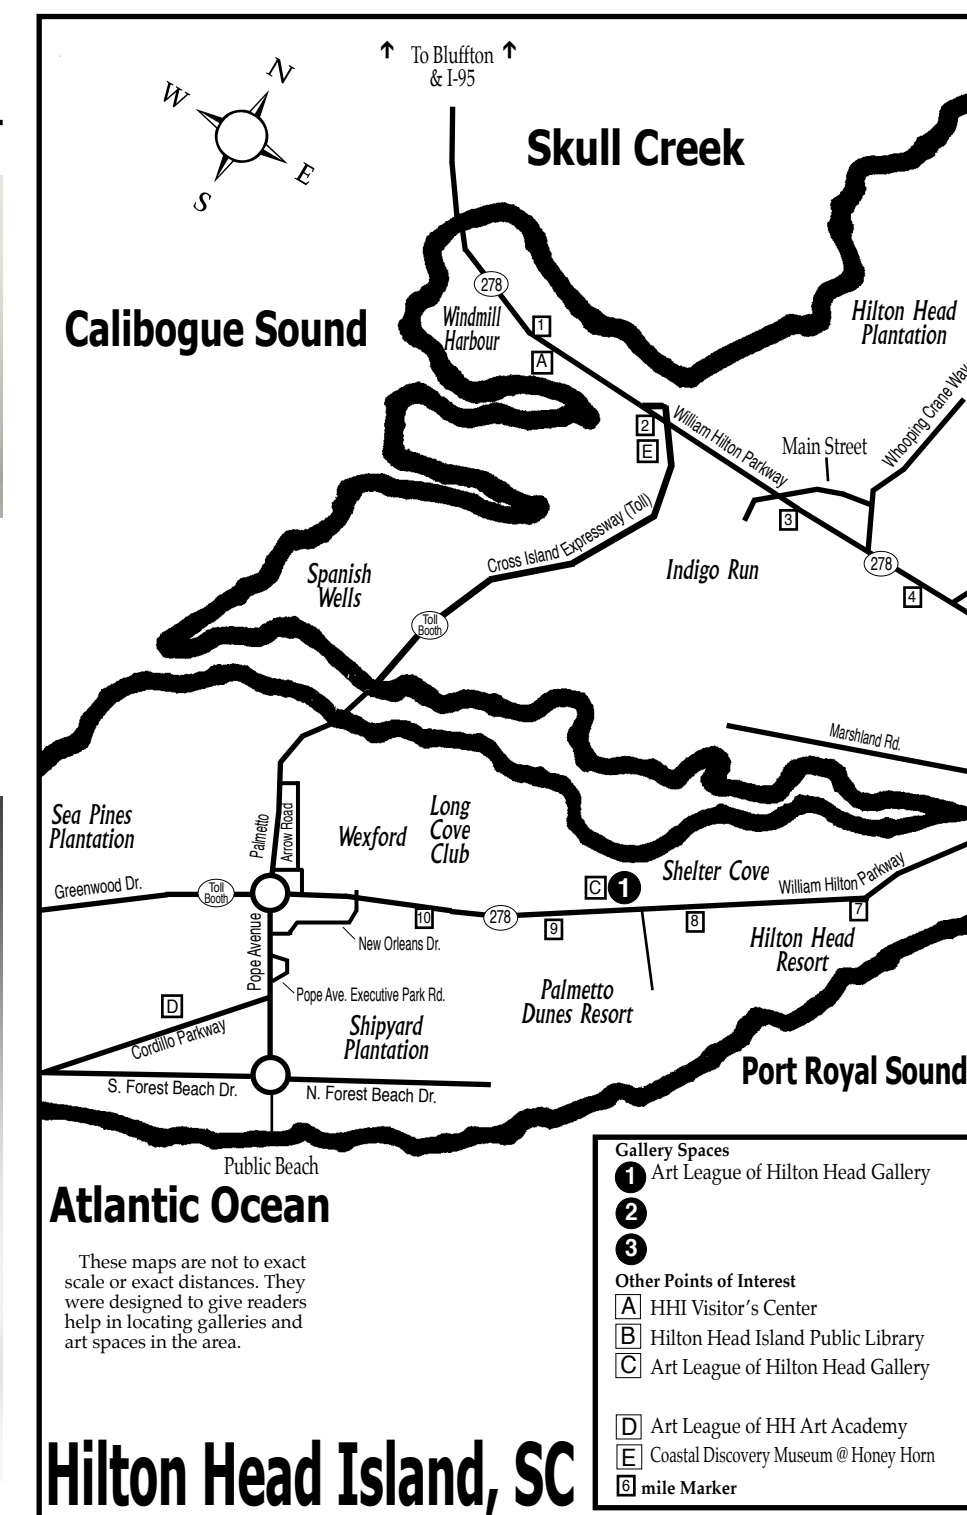 To Bluffton
& I-95
N
W
E
S
Skull Creek
278
Calibogue Sound
Windmill
Harbour
1
A
Hilton Head
Plantation
Whooping Crane Way
2
E
William Hilton Parkway
Main Street
3
Cross Island Expressway (Toll)
278
Indigo Run
4
Spanish
Wells
Toll
Booth
Marshland Rd.
Sea Pines
Plantation
Palmetto
Arrow Road
Wexford
Long
Cove
Club
Shelter Cove
William Hilton Parkway
Greenwood Dr.
Toll
Booth
C
1
10
278
9
8
7
Pope Avenue
New Orleans Dr.
Hilton Head
Resort
Pope Ave. Executive Park Rd.
Palmetto
Dunes Resort
D
Cordillo Parkway
Shipyard
Plantation
Port Royal Sound
S. Forest Beach Dr.
N. Forest Beach Dr.
Public Beach
Atlantic Ocean
These maps are not to exact
scale or exact distances. They
were designed to give readers
help in locating galleries and
art spaces in the area.
Hilton Head Island, SC
Gallery Spaces
1 Art League of Hilton Head Gallery
2
3
Other Points of Interest
A HHI Visitor's Center
B Hilton Head Island Public Library
C Art League of Hilton Head Gallery
D Art League of HH Art Academy
E Coastal Discovery Museum @ Honey Horn
6 mile Marker